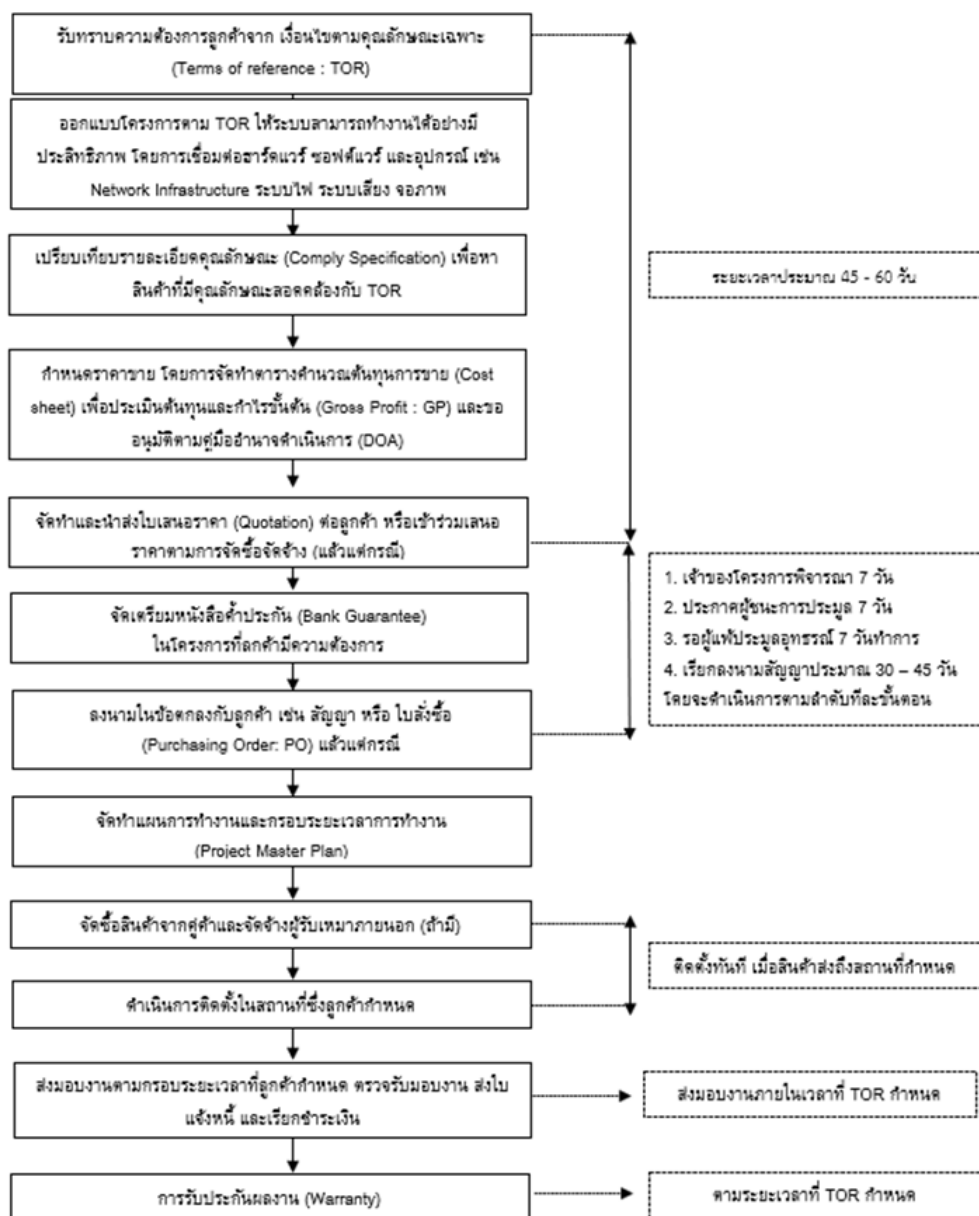 รับทราบความต้องการลูกค้าจาก เงื่อนไขตามคุณลักษณะเฉพาะ
(Terms of reference : TOR)
ออกแบบโครงการตาม TOR ให้ระบบสามารถทำงานได้อย่างมี
ประสิทธิภาพ โดยการเชื่อมต่อฮาร์ดแวร์ ซอฟต์แวร์ และอุปกรณ์ เช่น
Network Infrastructure ระบบไฟ ระบบเสียง จอภาพ
เปรียบเทียบรายละเอียดคุณลักษณะ (Comply Specification) เพื่อหา
สินค้าที่มีคุณลักษณะสอดคล้องกับ TOR
ระยะเวลาประมาณ 45 - 60 วัน
กำหนดราคาขาย โดยการจัดทำตารางคำนวณต้นทุนการขาย (Cost
sheet) เพื่อประเมินต้นทุนและกำไรขั้นต้น (Gross Profit : GP) และขอ
อนุมัติตามคู่มืออำนาจดำเนินการ (DOA)
จัดทำและนำส่งใบเสนอราคา (Quotation) ต่อลูกค้า หรือเข้าร่วมเสนอ
ราคาตามการจัดซื้อจัดจ้าง (แล้วแต่กรณี)
จัดเตรียมหนังสือค้ำประกัน (Bank Guarantee)
ในโครงการที่ลูกค้ามีความต้องการ
ลงนามในข้อตกลงกับลูกค้า เช่น สัญญา หรือ ใบสั่งซื้อ
(Purchasing Order: PO) แล้วแต่กรณี
1. เจ้าของโครงการพิจารณา 7 วัน
2. ประกาศผู้ชนะการประมูล 7 วัน
3. รอผู้แพ้ประมูลอุทธรณ์ 7 วันทำการ
4. เรียกลงนามสัญญาประมาณ 30 – 45 วัน
โดยจะดำเนินการตามลำดับทีละขั้นตอน
จัดทำแผนการทำงานและกรอบระยะเวลาการทำงาน
(Project Master Plan)
จัดซื้อสินค้าจากคู่ค้าและจัดจ้างผู้รับเหมาภายนอก (ถ้ามี)
ดำเนินการติดตั้งในสถานที่ซึ่งลูกค้ากำหนด
ติดตั้งทันที เมื่อสินค้าส่งถึงสถานที่กำหนด
ส่งมอบงานตามกรอบระยะเวลาที่ลูกค้ากำหนด ตรวจรับมอบงาน ส่งใบ
แจ้งหนี้ และเรียกชำระเงิน
ส่งมอบงานภายในเวลาที่ TOR กำหนด
การรับประกันผลงาน (Warranty)
ตามระยะเวลาที่ TOR กำหนด